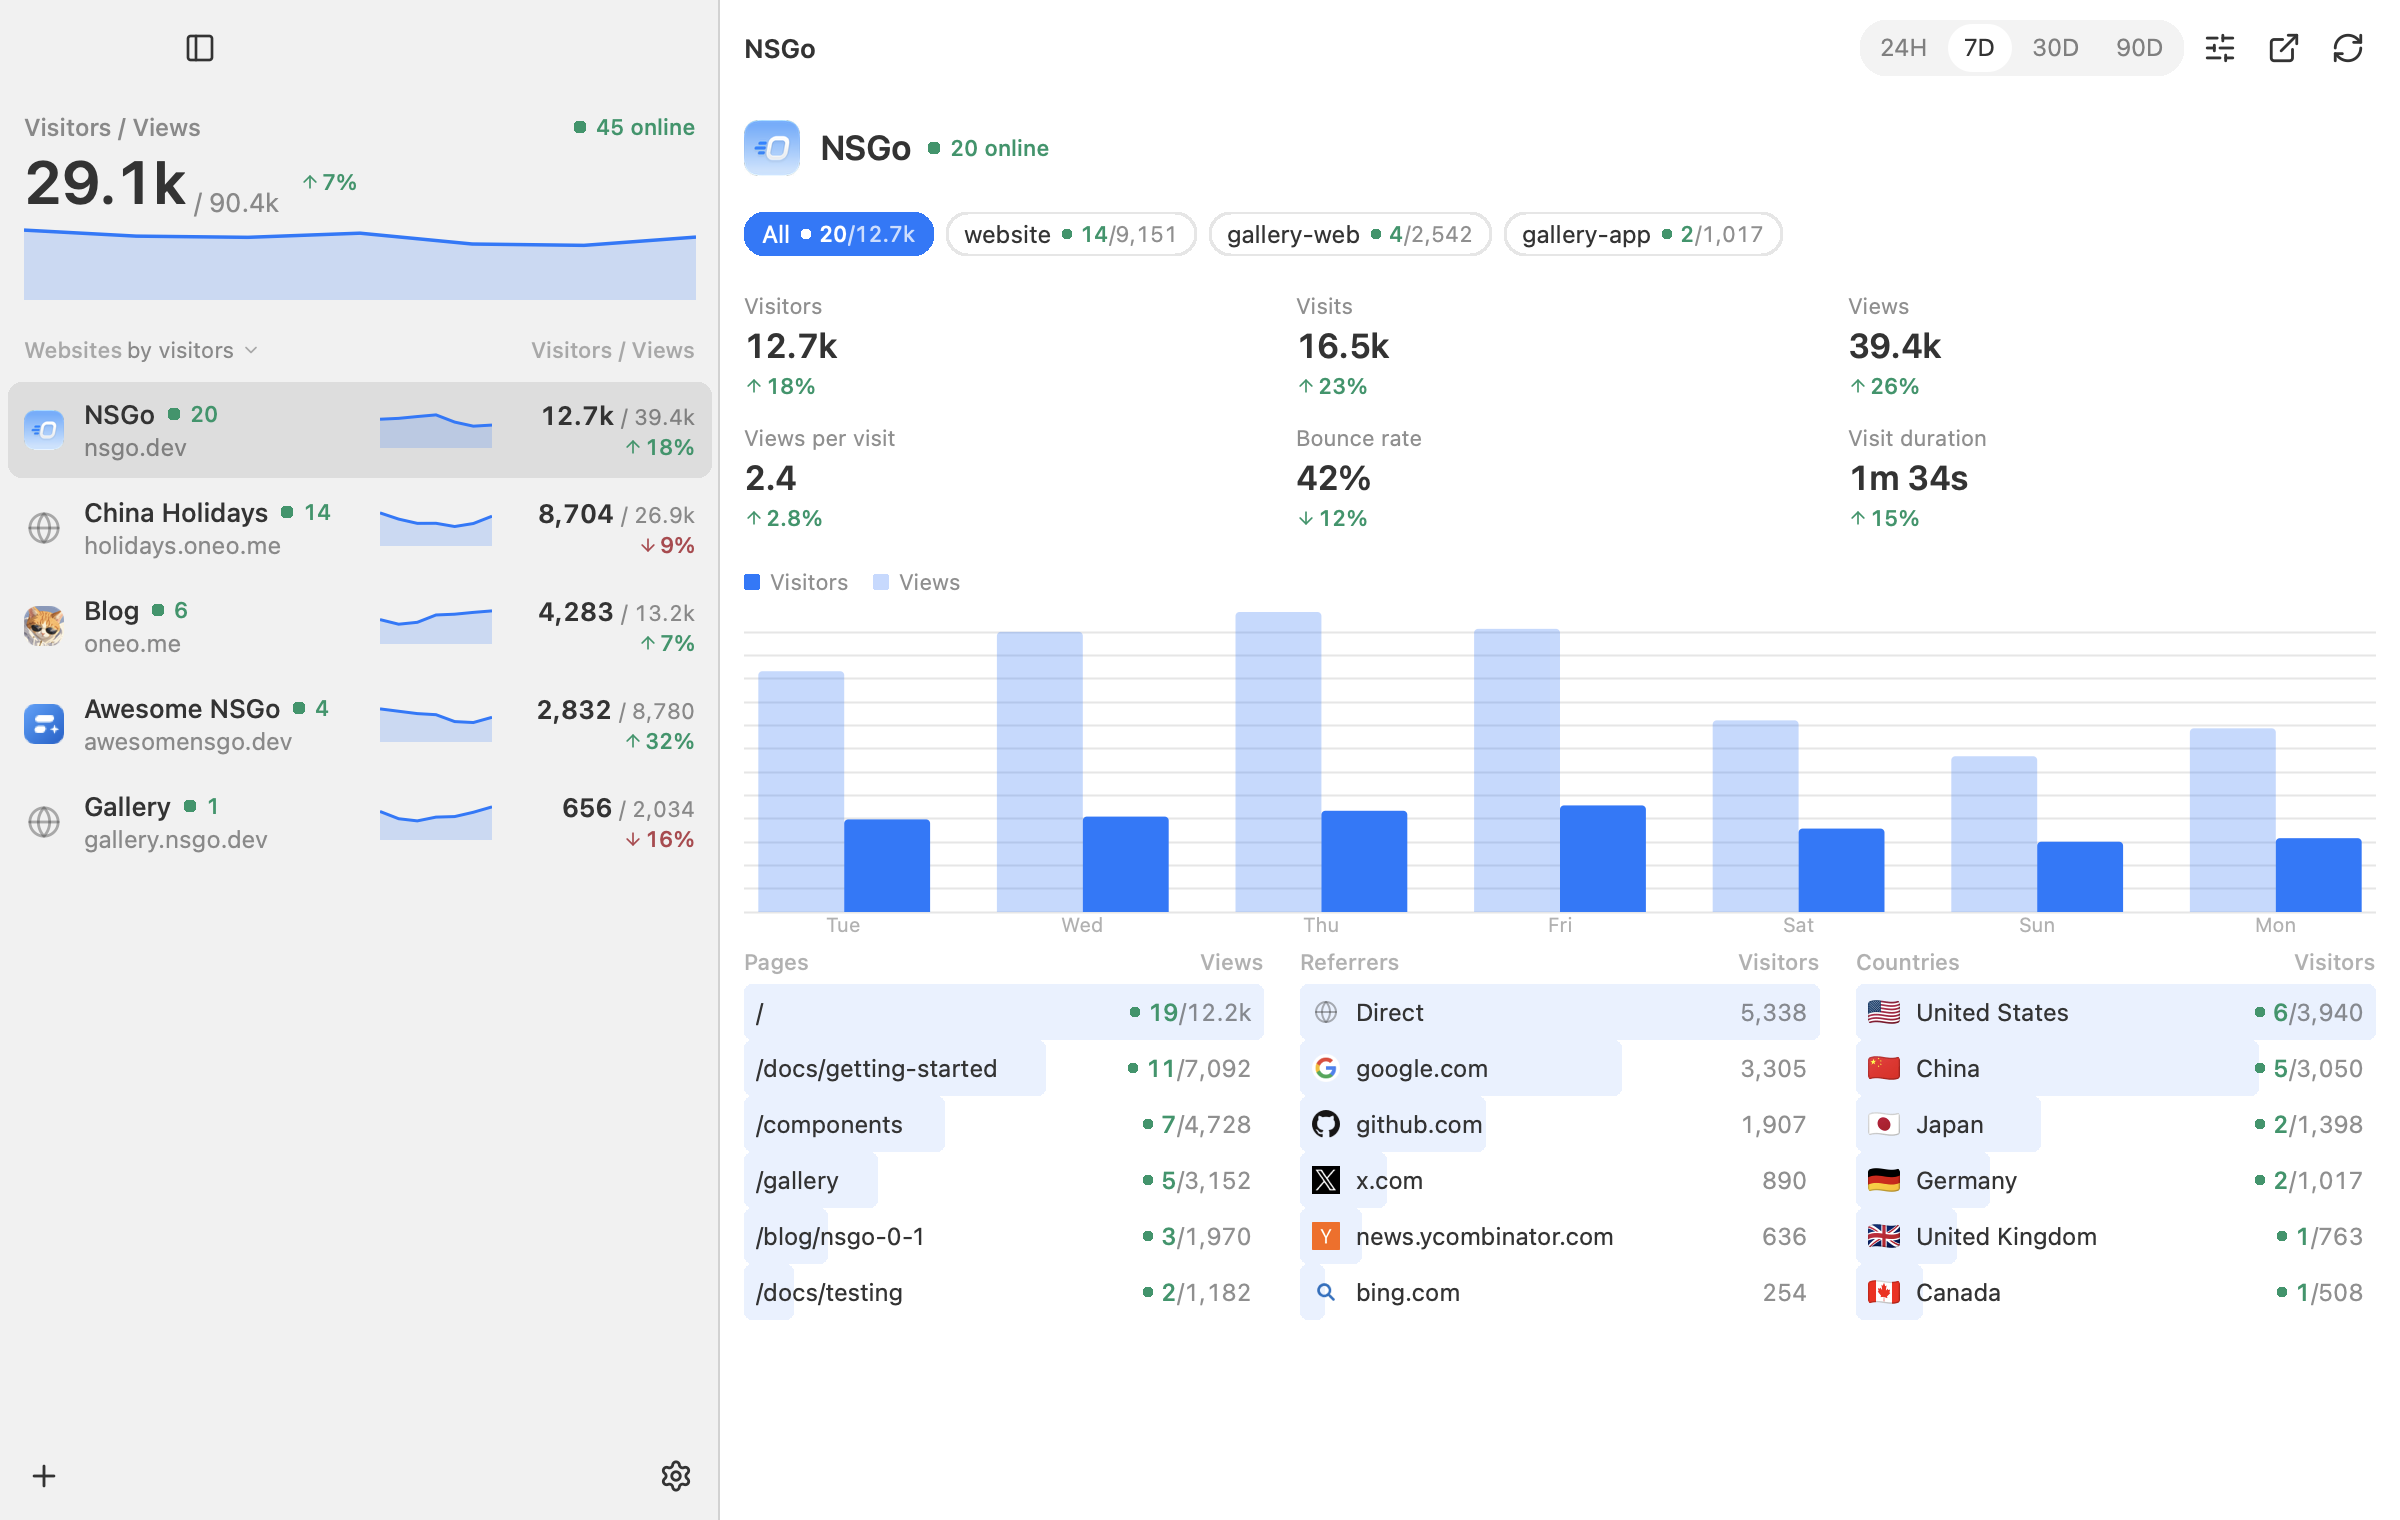 Visitors / Views 45 online
29.1k / 90.4k ↑ 7%
Websites by visitors Visitors / Views
NSGo 20 12.7k / 39.4k
nsgo.dev ↑ 18%
China Holidays 14 8,704 / 26.9k
holidays.oneo.me ↓ 9%
Blog 6 4,283 / 13.2k
oneo.me ↑ 7%
Awesome NSGo 4 2,832 / 8,780
awesomensgo.dev ↑ 32%
Gallery 1 656 / 2,034
gallery.nsgo.dev ↓ 16%
NSGo 24H 7D 30D 90D
NSGo 20 online
All 20/12.7k website 14/9,151 gallery-web 4/2,542 gallery-app 2/1,017
Visitors Visits Views
12.7k 16.5k 39.4k
↑ 18% ↑ 23% ↑ 26%
Views per visit Bounce rate Visit duration
2.4 42% 1m 34s
↑ 2.8% ↓ 12% ↑ 15%
Visitors Views
Tue Wed Thu Fri Sat Sun Mon
Pages Views Referrers Visitors Countries Visitors
/ 19/12.2k Direct 5,338 United States 6/3,940
/docs/getting-started 11/7,092 google.com 3,305 China 5/3,050
/components 7/4,728 github.com 1,907 Japan 2/1,398
/gallery 5/3,152 x.com 890 Germany 2/1,017
/blog/nsgo-0-1 3/1,970 news.ycombinator.com 636 United Kingdom 1/763
/docs/testing 2/1,182 bing.com 254 Canada 1/508